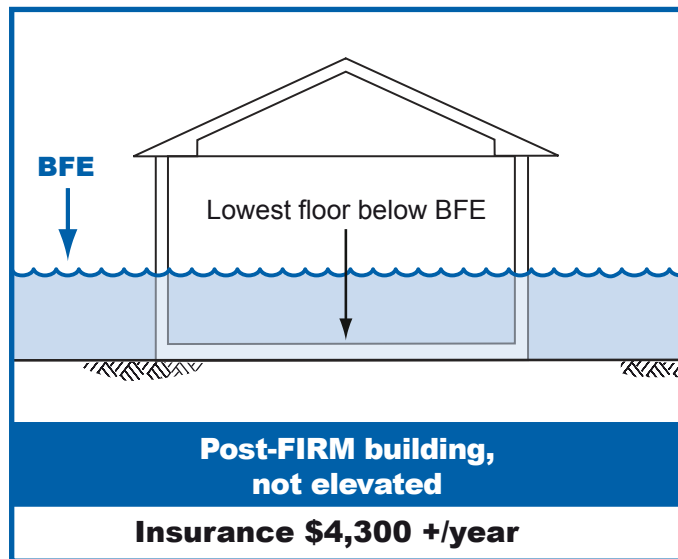 BFE
Lowest floor below BFE
Post-FIRM building,
not elevated
Insurance $4,300 +/year